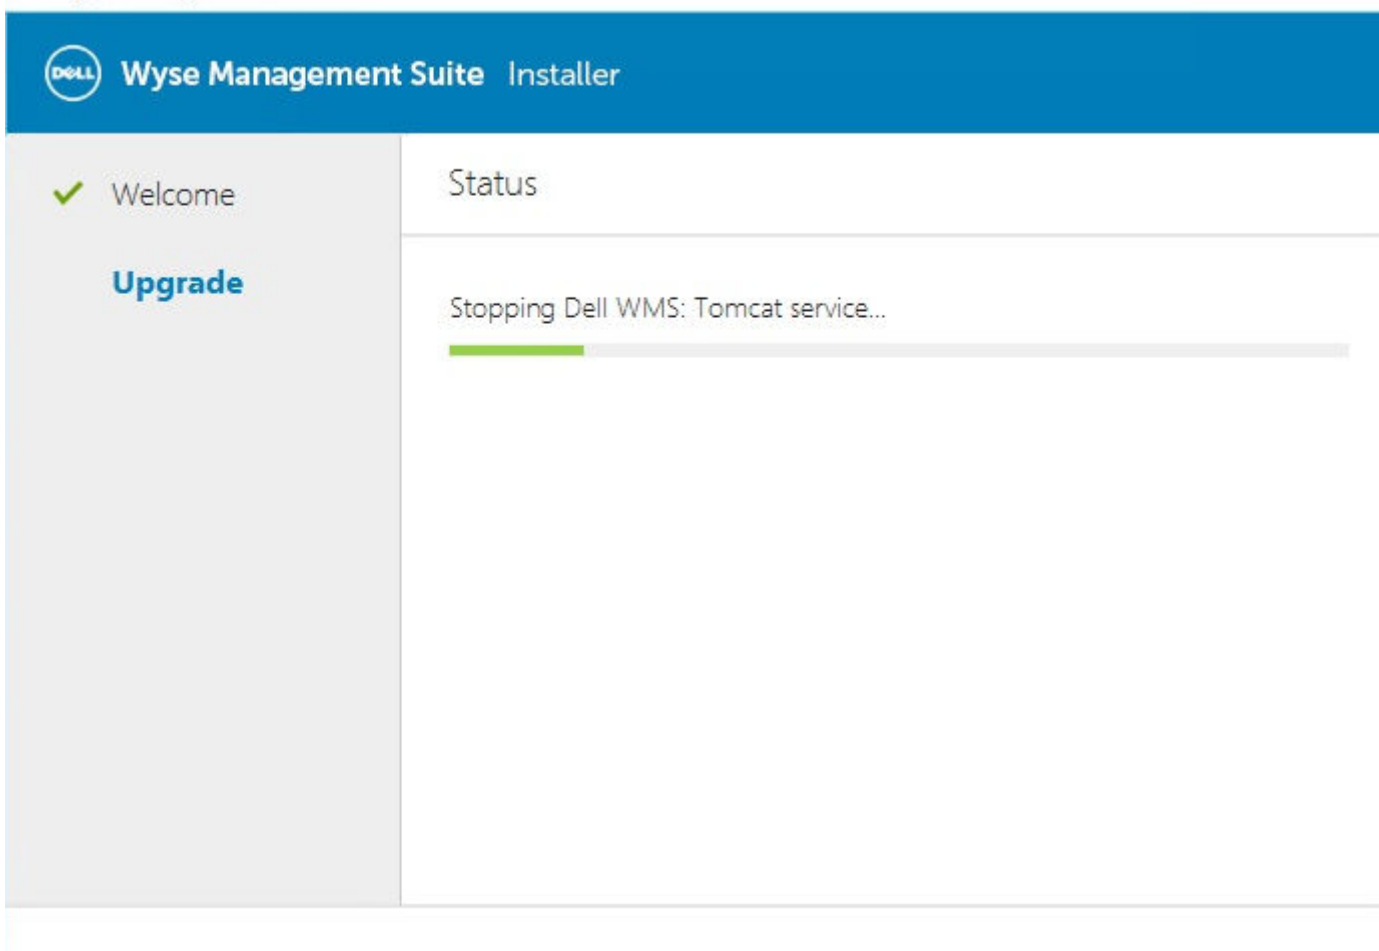 DELL Wyse Management Suite Installer
Welcome
Status
Upgrade
Stopping Dell WMS: Tomcat service...